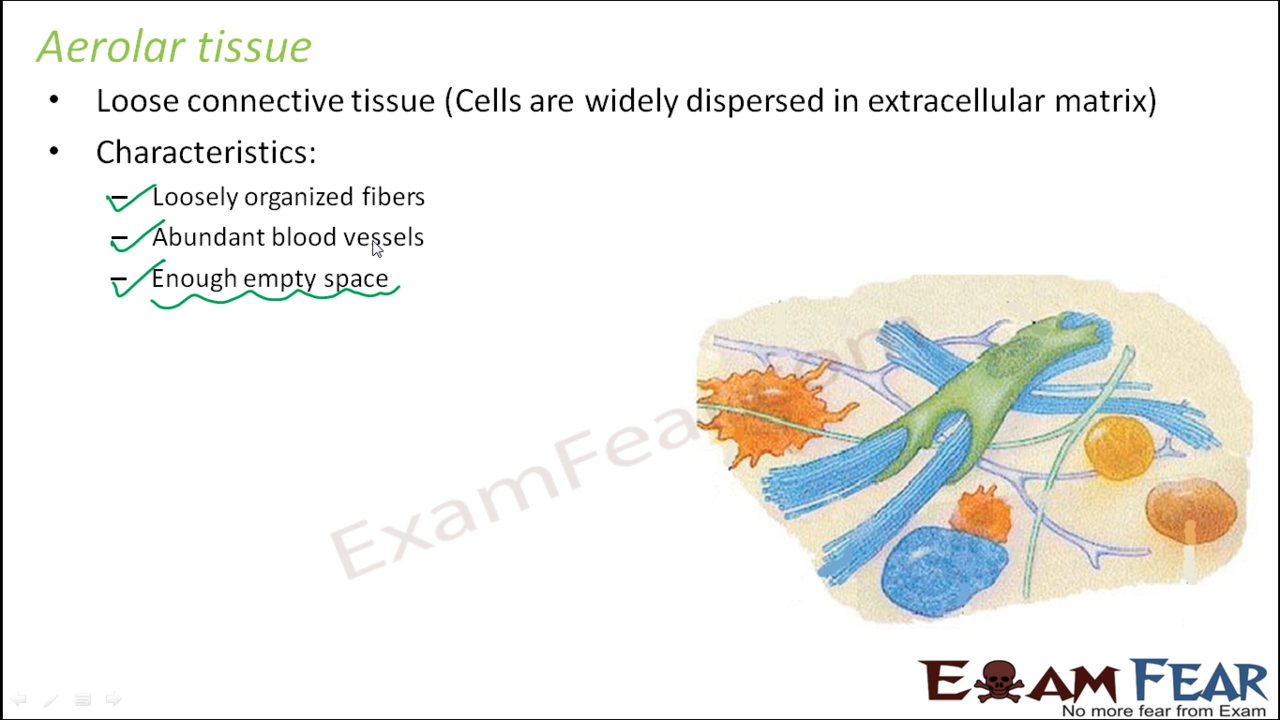 Aerolar tissue
• Loose connective tissue (Cells are widely dispersed in extracellular matrix)
• Characteristics:
– Loosely organized fibers
– Abundant blood vessels
– Enough empty space
ExamFear.com
EXAM FEAR
No more fear from Exam